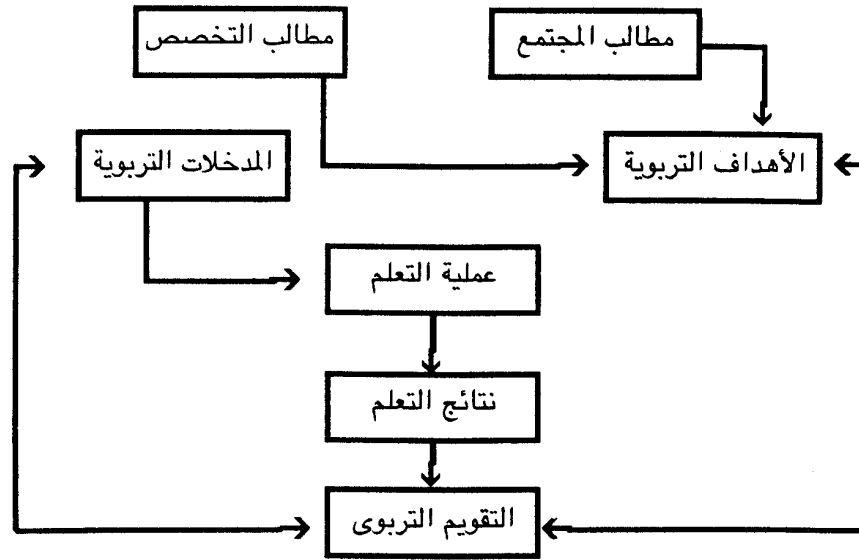 مطالب المجتمع
مطالب التخصص
الأهداف التربوية
المدخلات التربوية
عملية التعلم
نتائج التعلم
التقويم التربوى